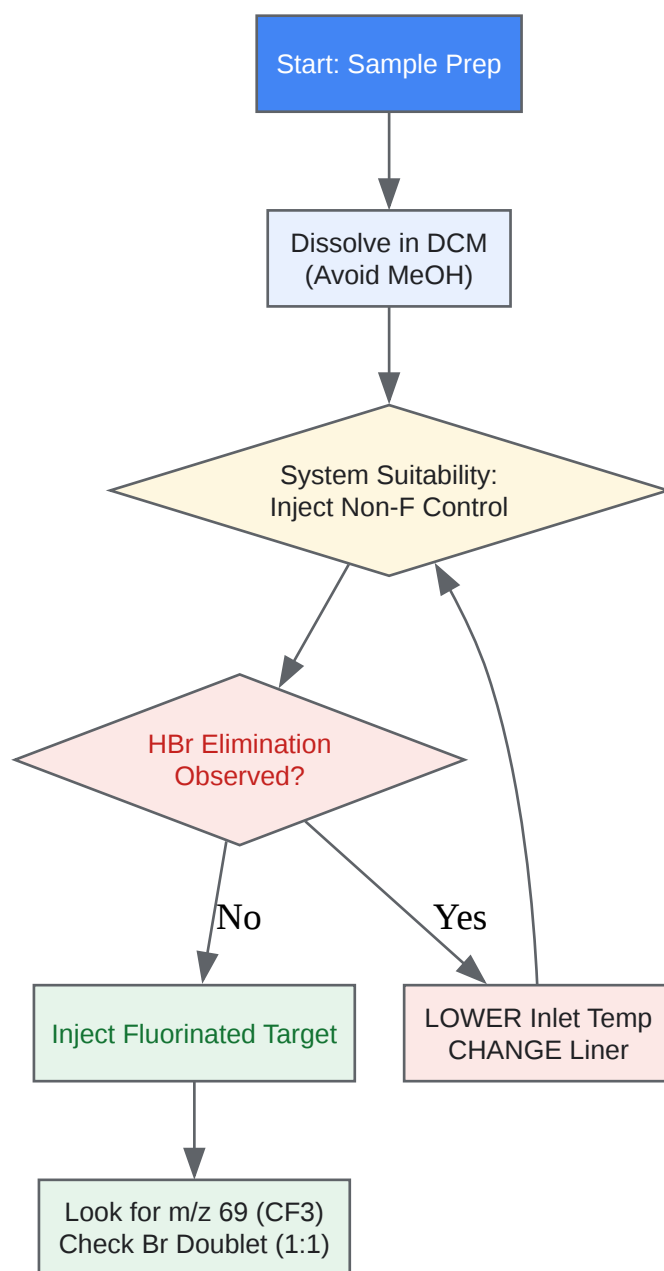 Start: Sample Prep
Dissolve in DCM
(Avoid MeOH)
System Suitability:
Inject Non-F Control
HBr Elimination
Observed?
No
Yes
Inject Fluorinated Target
LOWER Inlet Temp
CHANGE Liner
Look for m/z 69 (CF3)
Check Br Doublet (1:1)